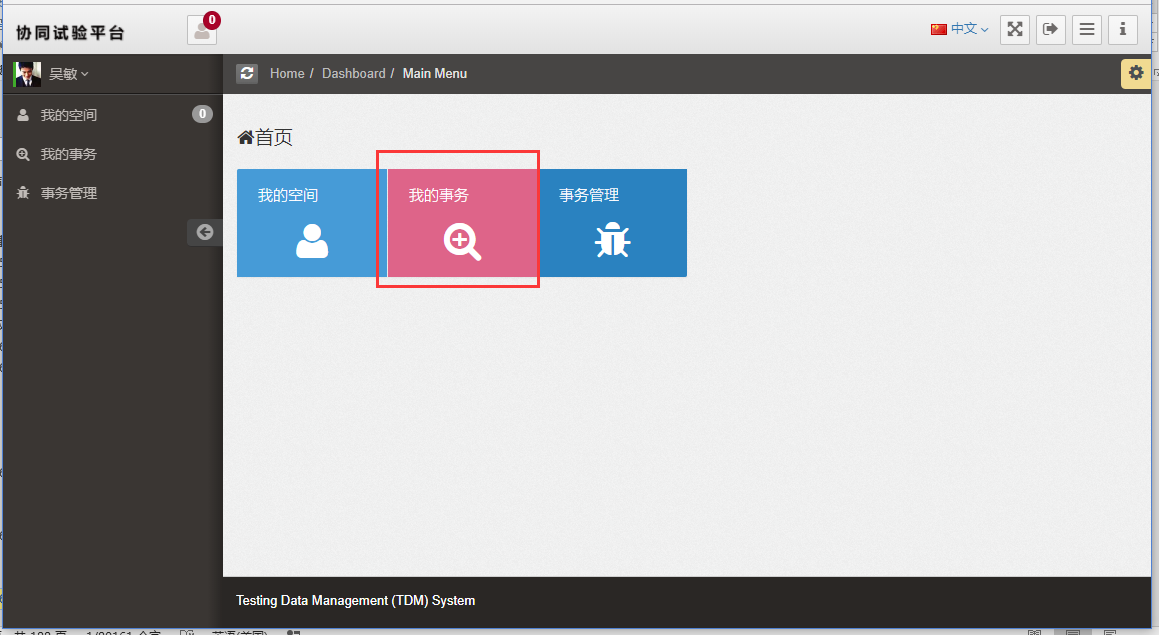 协同试验平台
0
中文
吴敏
Home / Dashboard / Main Menu
我的空间
0
我的事务
事务管理
首页
我的空间
我的事务
事务管理
Testing Data Management (TDM) System